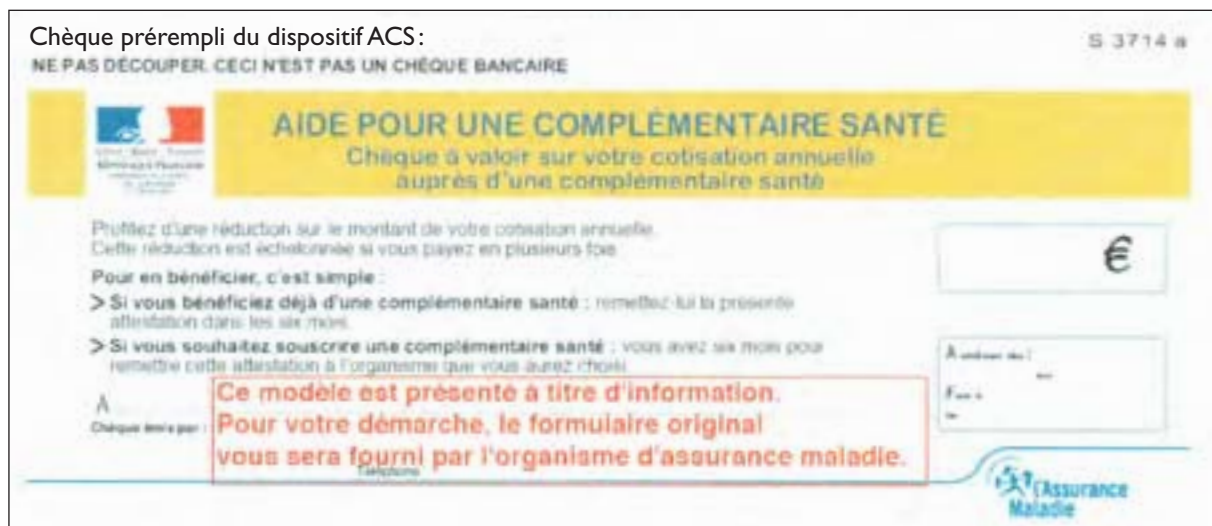 Chèque prérempli du dispositif ACS :
S 3714 a
NE PAS DÉCOUPER. CECI N'EST PAS UN CHÈQUE BANCAIRE
AIDE POUR UNE COMPLÉMENTAIRE SANTÉ
Chèque à valoir sur votre cotisation annuelle
auprès d'une complémentaire santé
Profitez d'une réduction sur le montant de votre cotisation annuelle.
Cette réduction est échelonnée si vous payez en plusieurs fois.
€
Pour en bénéficier, c'est simple :
> Si vous bénéficiez déjà d'une complémentaire santé : remettez-lui la présente
attestation dans les six mois.
> Si vous souhaitez souscrire une complémentaire santé : vous avez six mois pour
remettre cette attestation à l'organisme que vous aurez choisi.
A
Chèque émis par :
Ce modèle est présenté à titre d'information.
Pour votre démarche, le formulaire original
vous sera fourni par l'organisme d'assurance maladie.
Téléphone
l'Assurance
Maladie